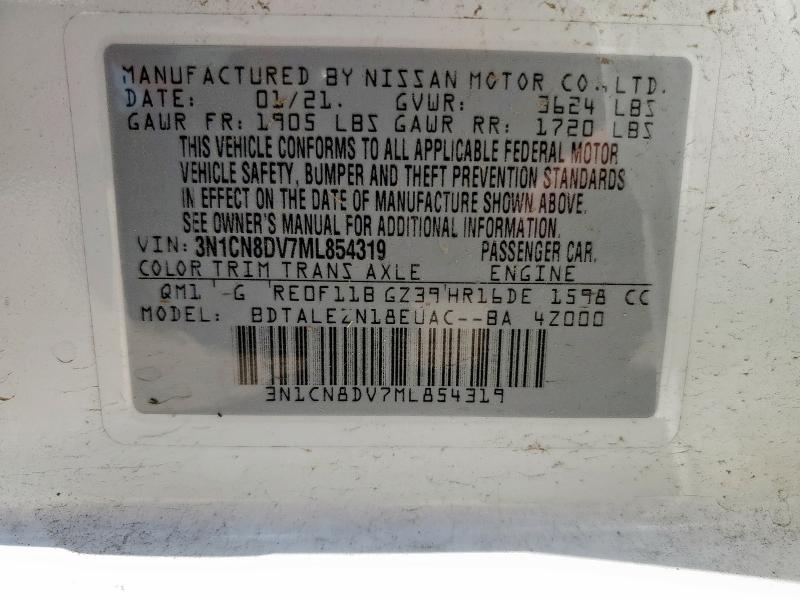 MANUFACTURED BY NISSAN MOTOR CO.,LTD.
DATE: 01/21. GVWR: 3624 LBS
GAWR FR: 1905 LBS GAWR RR: 1720 LBS
THIS VEHICLE CONFORMS TO ALL APPLICABLE FEDERAL MOTOR
VEHICLE SAFETY, BUMPER AND THEFT PREVENTION STANDARDS
IN EFFECT ON THE DATE OF MANUFACTURE SHOWN ABOVE.
SEE OWNER'S MANUAL FOR ADDITIONAL INFORMATION.
VIN: 3N1CN8DV7ML854319 PASSENGER CAR.
COLOR TRIM TRANS AXLE ENGINE
QM1 G RE0F11B GZ39 HR16DE 1598 CC
MODEL: BDTALEZN18EUAC--BA 4Z000
3N1CN8DV7ML854319